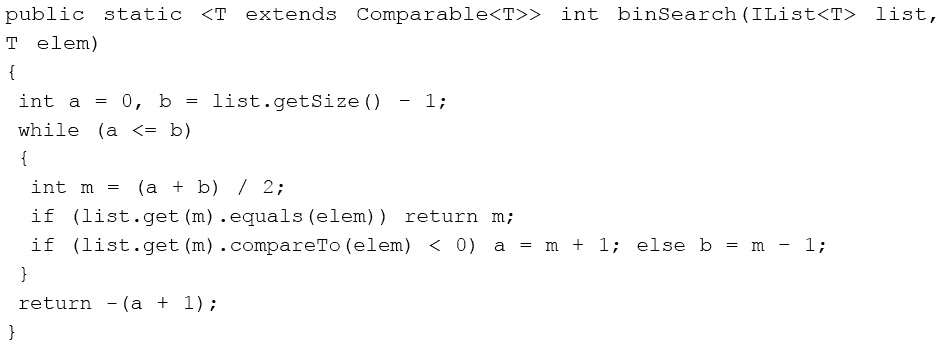 public static <T extends Comparable<T>> int binSearch(IList<T> list,
T elem)
{
 int a = 0, b = list.getSize() - 1;
 while (a <= b)
 {
  int m = (a + b) / 2;
  if (list.get(m).equals(elem)) return m;
  if (list.get(m).compareTo(elem) < 0) a = m + 1; else b = m - 1;
 }
 return -(a + 1);
}